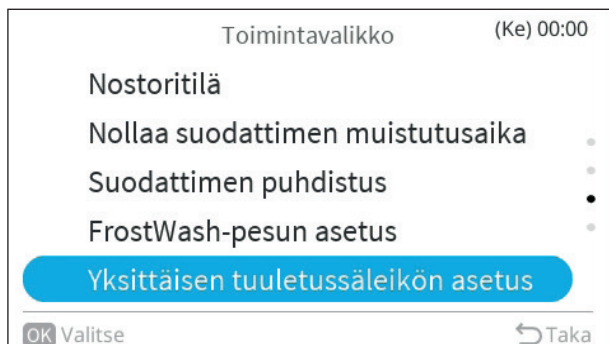 Toimintavalikko
(Ke) 00:00
Nostoritilä
Nollaa suodattimen muistutusaika
Suodattimen puhdistus
FrostWash-pesun asetus
Yksittäisen tuuletussäleikön asetus
OK Valitse
Taka